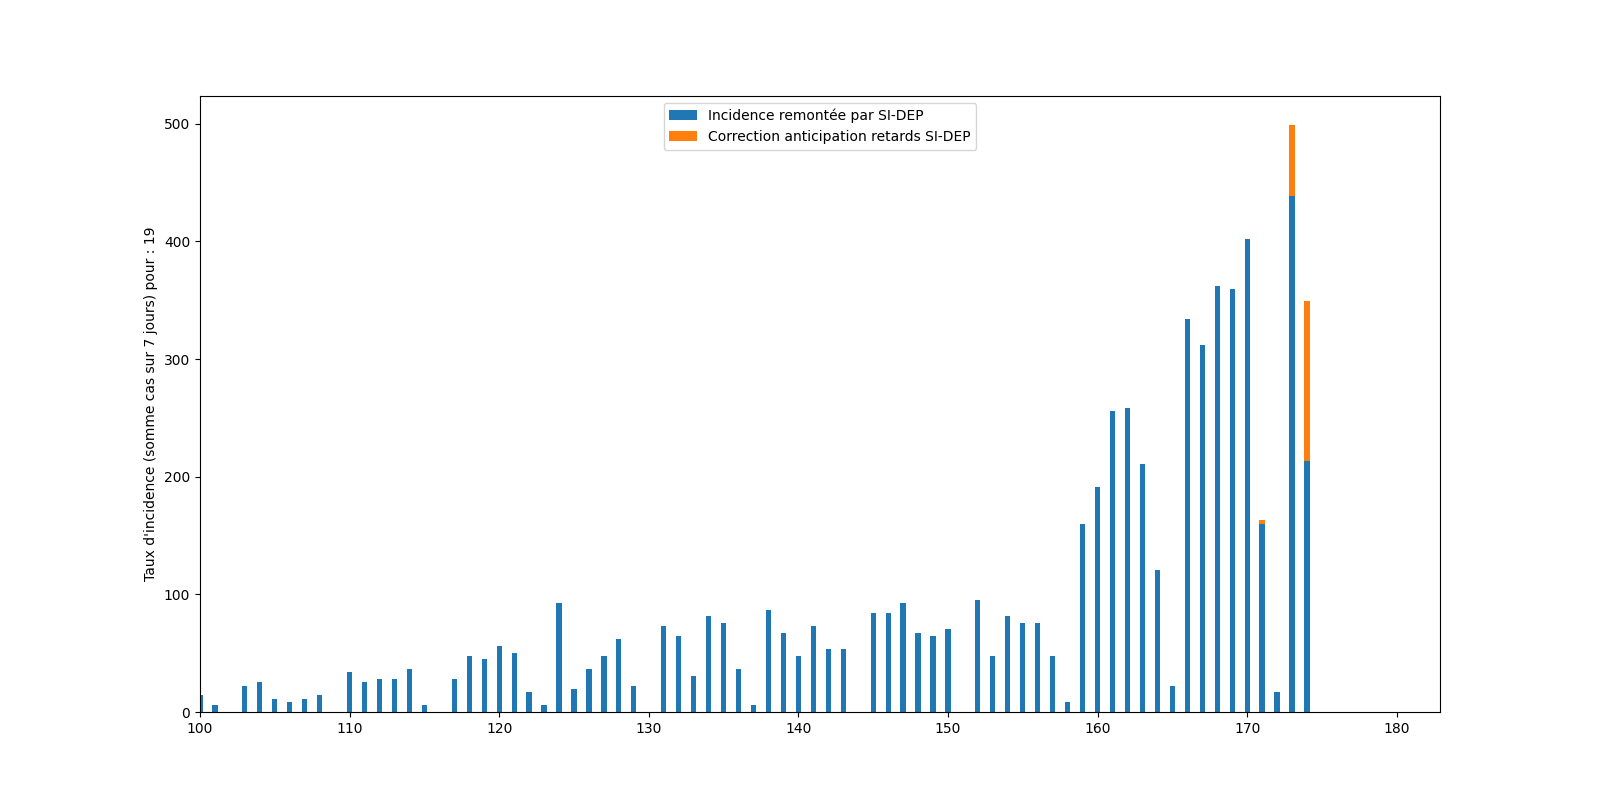 Incidence remontée par SI-DEP
Correction anticipation retards SI-DEP
Taux d'incidence (somme cas sur 7 jours) pour : 19
500
400
300
200
100
0
100 110 120 130 140 150 160 170 180